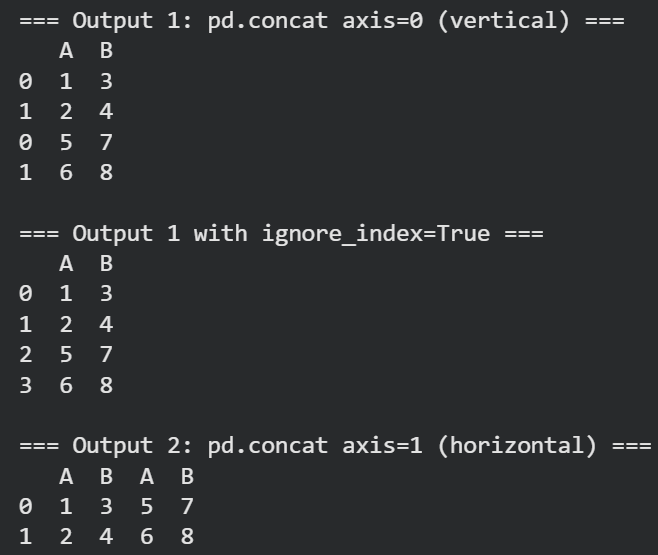 === Output 1: pd.concat axis=0 (vertical) ===
   A  B
0  1  3
1  2  4
0  5  7
1  6  8

=== Output 1 with ignore_index=True ===
   A  B
0  1  3
1  2  4
2  5  7
3  6  8

=== Output 2: pd.concat axis=1 (horizontal) ===
   A  B  A  B
0  1  3  5  7
1  2  4  6  8